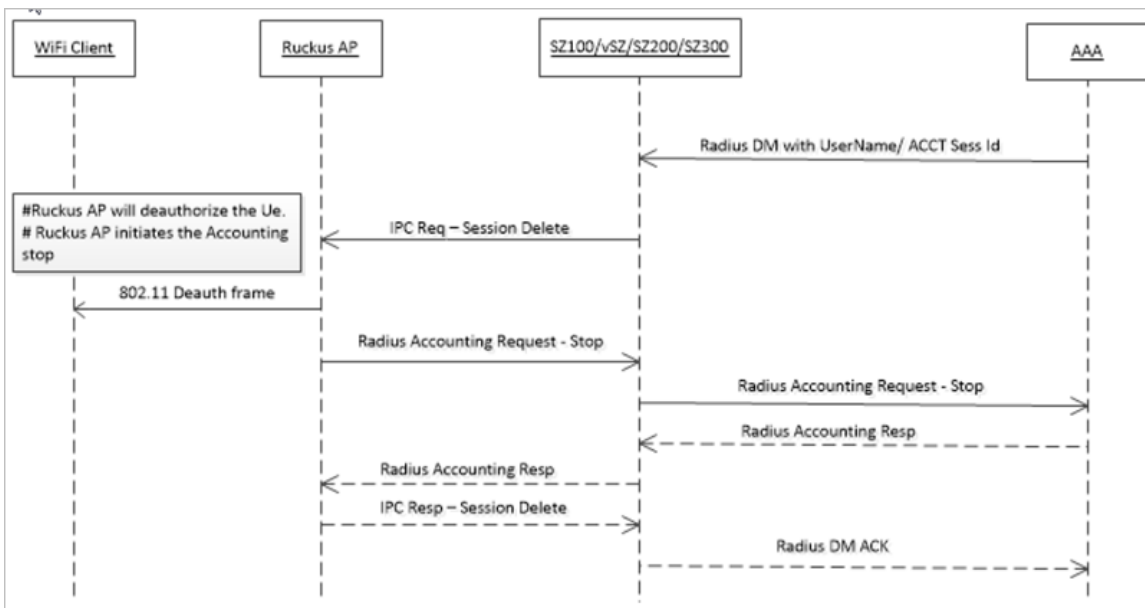 WiFi Client
Ruckus AP
SZ100/vSZ/SZ200/SZ300
AAA
Radius DM with UserName/ ACCT Sess Id
#Ruckus AP will deauthorize the Ue.
# Ruckus AP initiates the Accounting
stop
IPC Req – Session Delete
802.11 Deauth frame
Radius Accounting Request - Stop
Radius Accounting Request - Stop
Radius Accounting Resp
Radius Accounting Resp
IPC Resp – Session Delete
Radius DM ACK